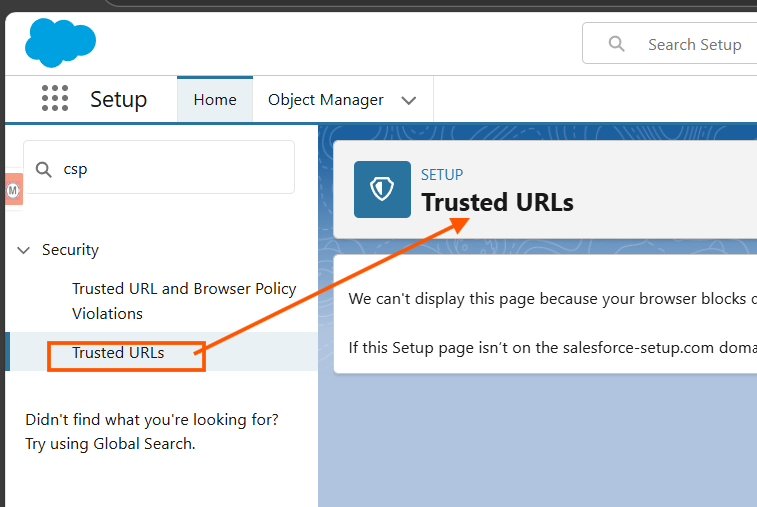 Search Setup
Setup
Home
Object Manager
csp
M
Security
Trusted URL and Browser Policy
Violations
Trusted URLs
Didn't find what you're looking for?
Try using Global Search.
SETUP
Trusted URLs
We can't display this page because your browser blocks
If this Setup page isn't on the salesforce-setup.com